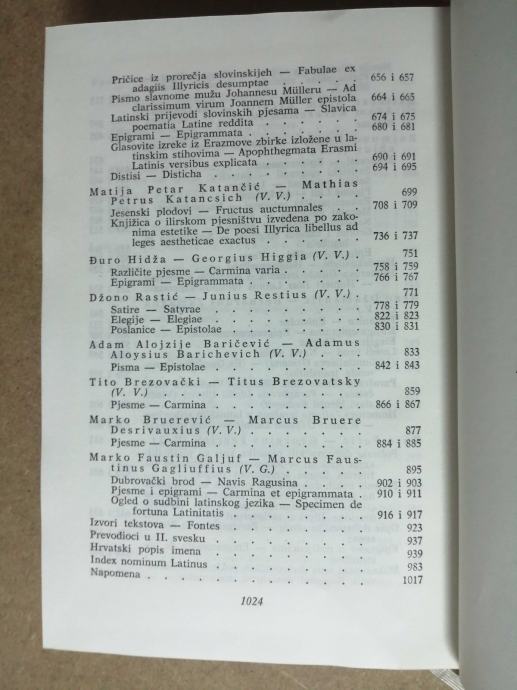 Pričice iz prorečja slovinskijeh — Fabulae ex
adagiis Illyricis desumptae . . . . 656 i 657
Pismo slavnome mužu Johannesu Mülleru — Ad
clarissimum virum Joannem Müller epistola 664 i 665
Latinski prijevodi slovinskih pjesama — Slavica
poematia Latine reddita . . . . . 674 i 675
Epigrami — Epigrammata . . . . . 680 i 681
Glasovite izreke iz Erazmove zbirke izložene u la-
tinskim stihovima — Apophthegmata Erasmi
Latinis versibus explicata . . . . . 690 i 691
Distisi — Disticha . . . . . . . 694 i 695
Matija Petar Katančić — Mathias
Petrus Katancsich (V. V.) . . . . 699
Jesenski plodovi — Fructus auctumnales . . 708 i 709
Knjižica o ilirskom pjesništvu izvedena po zako-
nima estetike — De poesi Illyrica libellus ad
leges aestheticae exactus . . . . . 736 i 737
Đuro Hidža — Georgius Higgia (V. V.) . 751
Različite pjesme — Carmina varia . . . . 758 i 759
Epigrami — Epigrammata . . . . . 766 i 767
Džono Rastić — Junius Restius (V. V.) . 771
Satire — Satyrae . . . . . . . 778 i 779
Elegije — Elegiae . . . . . . . 822 i 823
Poslanice — Epistolae . . . . . . 830 i 831
Adam Alojzije Baričević — Adamus
Aloysius Barichevich (V. V.) . . . 833
Pisma — Epistolae . . . . . . . 842 i 843
Tito Brezovački — Titus Brezovatsky
(V. V.) . . . . . . . . . 859
Pjesme — Carmina . . . . . . . 866 i 867
Marko Bruerević — Marcus Bruere
Desrivauxius (V. V.) . . . . . . 877
Pjesme — Carmina . . . . . . . 884 i 885
Marko Faustin Galjuf — Marcus Faus-
tinus Gagliuffius (V. G.) . . . . . 895
Dubrovački brod — Navis Ragusina . . . . 902 i 903
Pjesme i epigrami — Carmina et epigrammata . 910 i 911
Ogled o sudbini latinskog jezika — Specimen de
fortuna Latinitatis . . . . . . 916 i 917
Izvori tekstova — Fontes . . . . . . 923
Prevodioci u II. svesku . . . . . . . 937
Hrvatski popis imena . . . . . . . 939
Index nominum Latinus . . . . . . . 983
Napomena . . . . . . . . . . 1017
1024